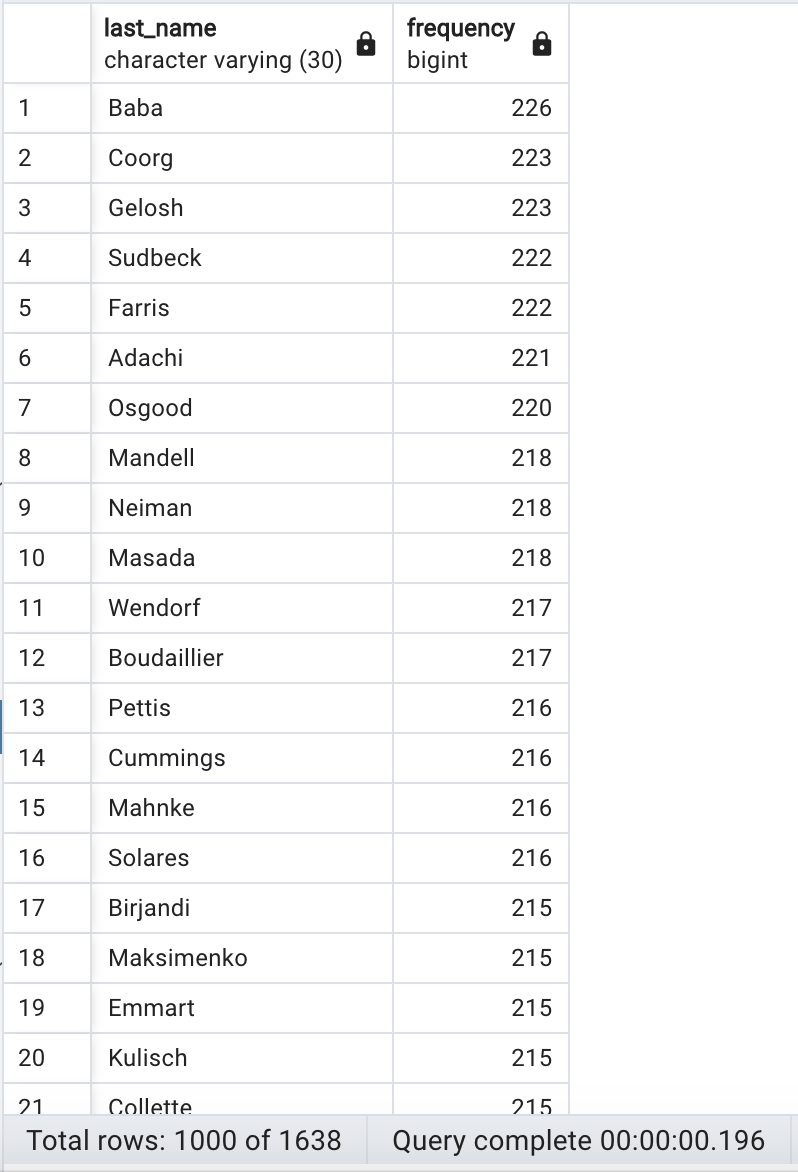 last_name frequency
character varying (30) bigint
1 Baba 226
2 Coorg 223
3 Gelosh 223
4 Sudbeck 222
5 Farris 222
6 Adachi 221
7 Osgood 220
8 Mandell 218
9 Neiman 218
10 Masada 218
11 Wendorf 217
12 Boudaillier 217
13 Pettis 216
14 Cummings 216
15 Mahnke 216
16 Solares 216
17 Birjandi 215
18 Maksimenko 215
19 Emmart 215
20 Kulisch 215
21 Collette 215
Total rows: 1000 of 1638 Query complete 00:00:00.196